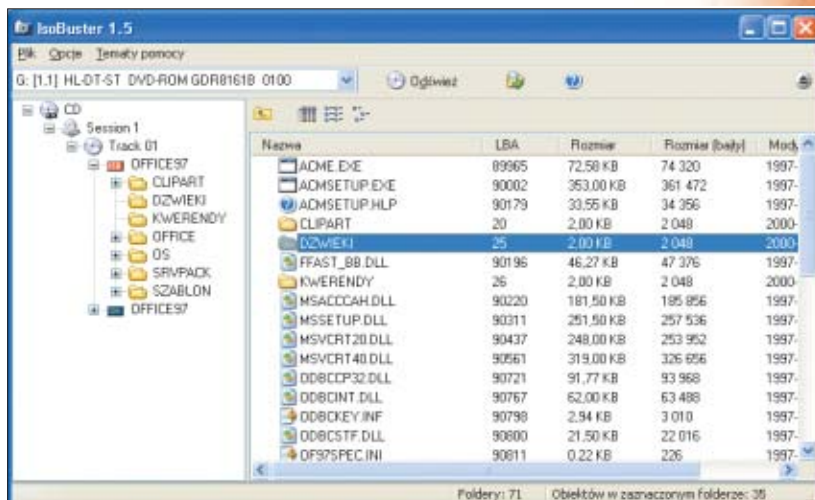 IsoBuster 1.5
Plik Opcje Tematy pomocy
G: [1.1] HL-DT-ST DVD-ROM GDR8161B 0100 Odśwież
CD
Session 1
Track 01
OFFICE97
CLIPART
DZWIEKI
KWERENDY
OFFICE
OS
SRVPACK
SZABLON
OFFICE97
Nazwa LBA Rozmiar Rozmiar (bajty) Mody
ACME.EXE 89965 72,58 KB 74 320 1997-
ACMSETUP.EXE 90002 353,00 KB 361 472 1997-
ACMSETUP.HLP 90179 33,55 KB 34 356 1997-
CLIPART 20 2,00 KB 2 048 2000-
DZWIEKI 25 2,00 KB 2 048 2000-
FFAST_BB.DLL 90196 46,27 KB 47 376 1997-
KWERENDY 26 2,00 KB 2 048 2000-
MSACCCAH.DLL 90220 181,50 KB 185 856 1997-
MSSETUP.DLL 90311 251,50 KB 257 536 1997-
MSVCRT20.DLL 90437 248,00 KB 253 952 1997-
MSVCRT40.DLL 90561 319,00 KB 326 656 1997-
ODBCCP32.DLL 90721 91,77 KB 93 968 1997-
ODBCINT.DLL 90767 62,00 KB 63 488 1997-
ODBCKEY.INF 90798 2,94 KB 3 010 1997-
ODBCSTF.DLL 90800 21,50 KB 22 016 1997-
OF97SPEC.INI 90811 0,22 KB 226 1997-
Foldery: 71 Obiektów w zaznaczonym folderze: 35